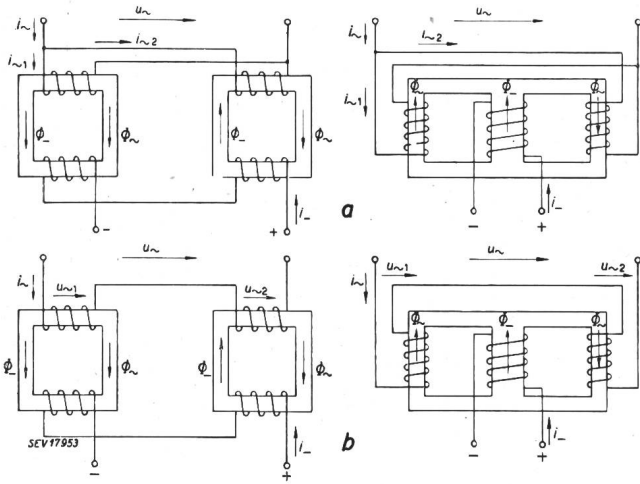 u~ u~
i~ i~2 i~ i~2
i~1 i~1
Φ~ Φ_ Φ~
Φ_ Φ~ Φ_ Φ~
i_ i_
- + a - +
u~ u~
i~ u~1 u~2 i~ u~1 u~2
Φ~ Φ_ Φ~
Φ_ Φ~ Φ_ Φ~
SEV17953
i_ i_
- + b - +